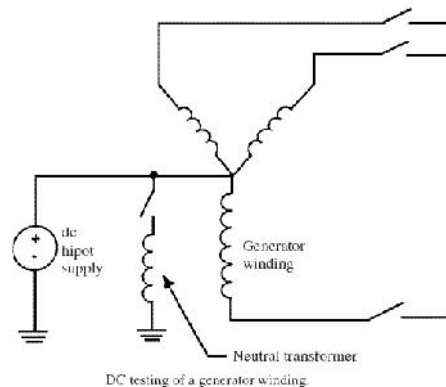 +
-
dc
hipot
supply
Generator
winding
Neutral transformer
DC testing of a generator winding.